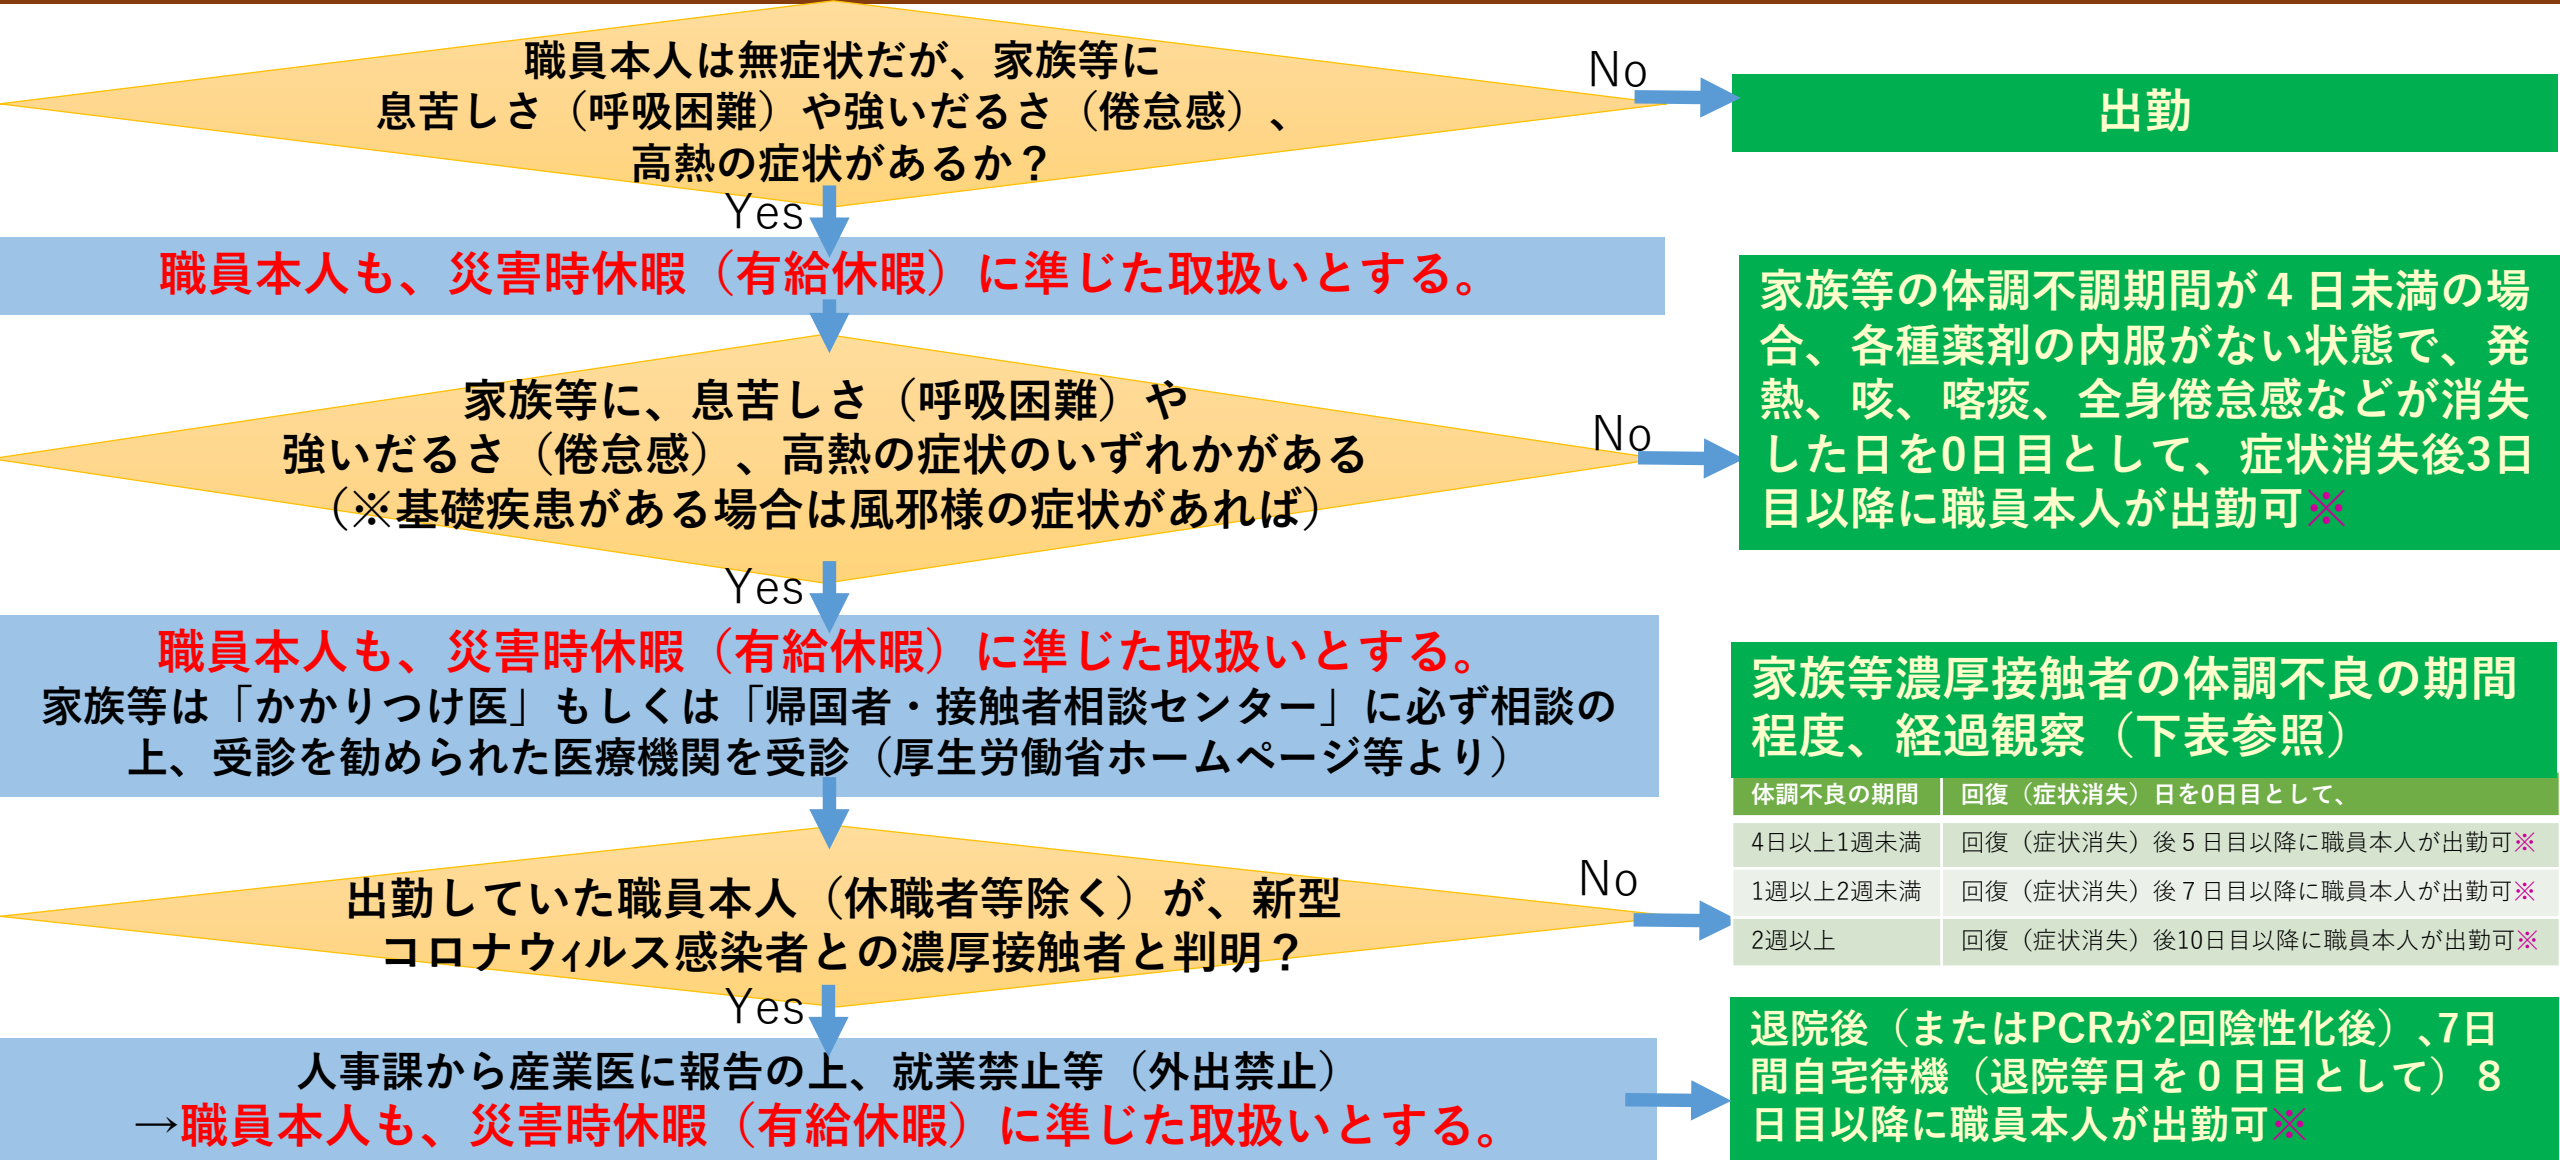 職員本人は無症状だが、家族等に
息苦しさ（呼吸困難）や強いだるさ（倦怠感）、
高熱の症状があるか？
No
出勤
Yes
職員本人も、災害時休暇（有給休暇）に準じた取扱いとする。
家族等に、息苦しさ（呼吸困難）や
強いだるさ（倦怠感）、高熱の症状のいずれかがある
（※基礎疾患がある場合は風邪様の症状があれば）
No
家族等の体調不調期間が４日未満の場
合、各種薬剤の内服がない状態で、発
熱、咳、喀痰、全身倦怠感などが消失
した日を0日目として、症状消失後3日
目以降に職員本人が出勤可※
Yes
職員本人も、災害時休暇（有給休暇）に準じた取扱いとする。
家族等は「かかりつけ医」もしくは「帰国者・接触者相談センター」に必ず相談の
上、受診を勧められた医療機関を受診（厚生労働省ホームページ等より）
出勤していた職員本人（休職者等除く）が、新型
コロナウィルス感染者との濃厚接触者と判明？
No
家族等濃厚接触者の体調不良の期間
程度、経過観察（下表参照）
体調不良の期間 回復（症状消失）日を0日目として、
4日以上1週未満 回復（症状消失）後５日目以降に職員本人が出勤可※
1週以上2週未満 回復（症状消失）後７日目以降に職員本人が出勤可※
2週以上 回復（症状消失）後10日目以降に職員本人が出勤可※
Yes
人事課から産業医に報告の上、就業禁止等（外出禁止）
→職員本人も、災害時休暇（有給休暇）に準じた取扱いとする。
退院後（またはPCRが2回陰性化後）、7日
間自宅待機（退院等日を０日目として）８
日目以降に職員本人が出勤可※